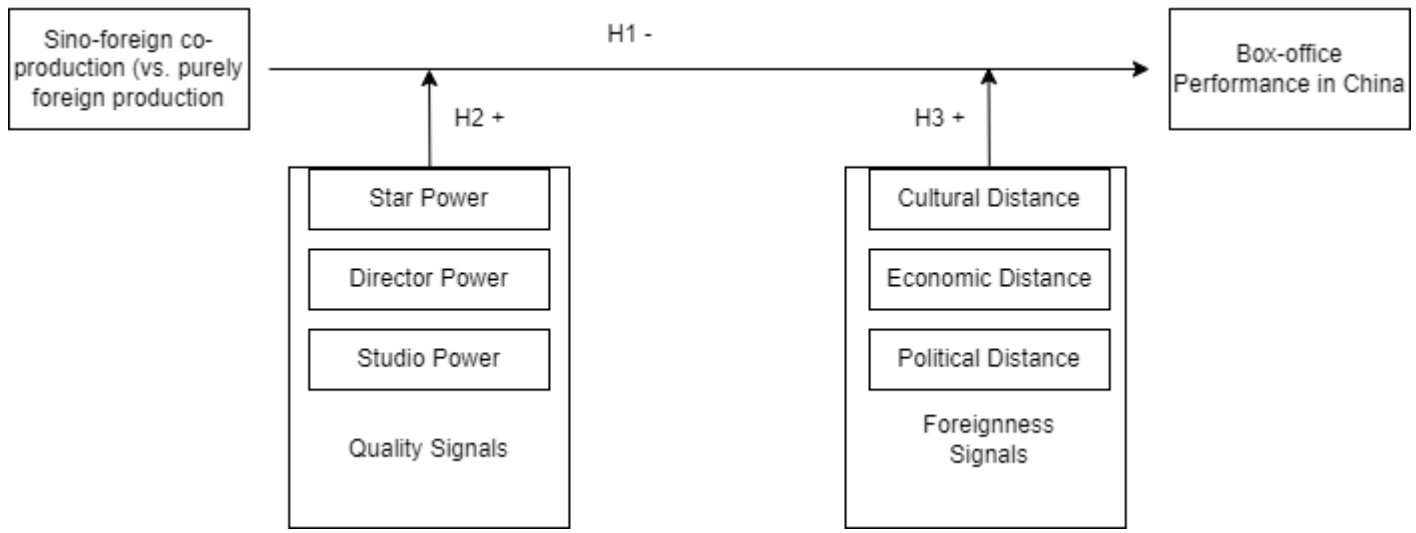 Sino-foreign co-
production (vs. purely
foreign production
H1 -
Box-office
Performance in China
H2 +
H3 +
Star Power
Director Power
Studio Power
Quality Signals
Cultural Distance
Economic Distance
Political Distance
Foreignness
Signals